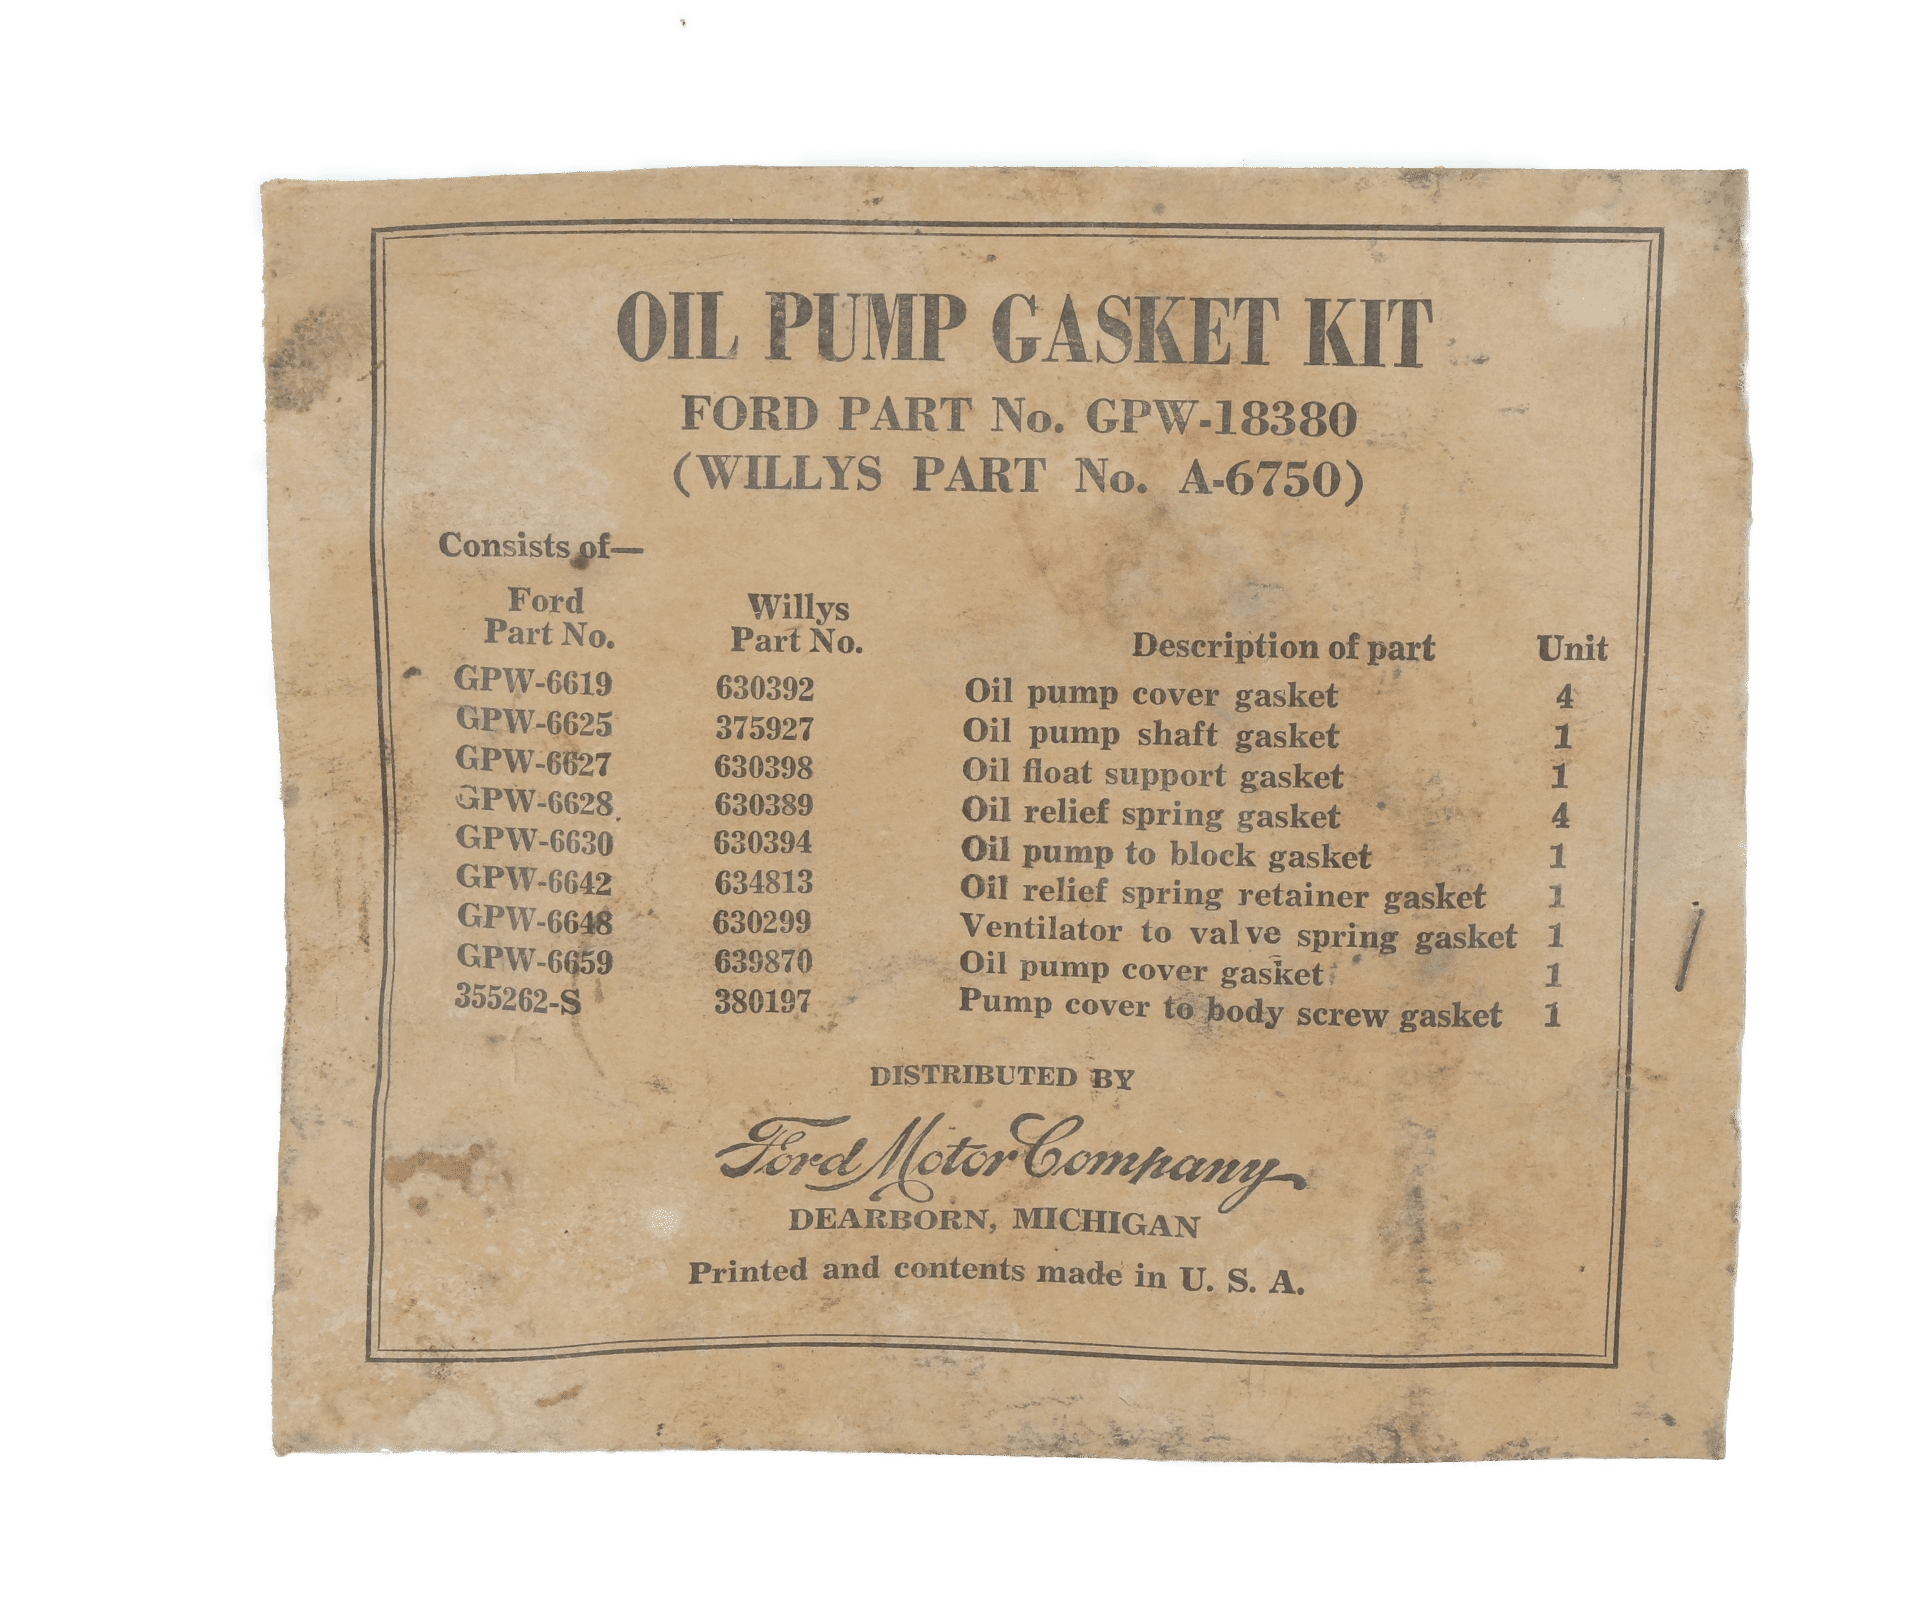 OIL PUMP GASKET KIT
FORD PART No. GPW-18380
(WILLYS PART No. A-6750)
Consists of—
Ford Part No. Willys Part No. Description of part Unit
GPW-6619 630392 Oil pump cover gasket 4
GPW-6625 375927 Oil pump shaft gasket 1
GPW-6627 630398 Oil float support gasket 1
GPW-6628 630389 Oil relief spring gasket 4
GPW-6630 630394 Oil pump to block gasket 1
GPW-6642 634813 Oil relief spring retainer gasket 1
GPW-6648 630299 Ventilator to valve spring gasket 1
GPW-6659 639870 Oil pump cover gasket 1
355262-S 380197 Pump cover to body screw gasket 1
DISTRIBUTED BY
Ford Motor Company
DEARBORN, MICHIGAN
Printed and contents made in U. S. A.